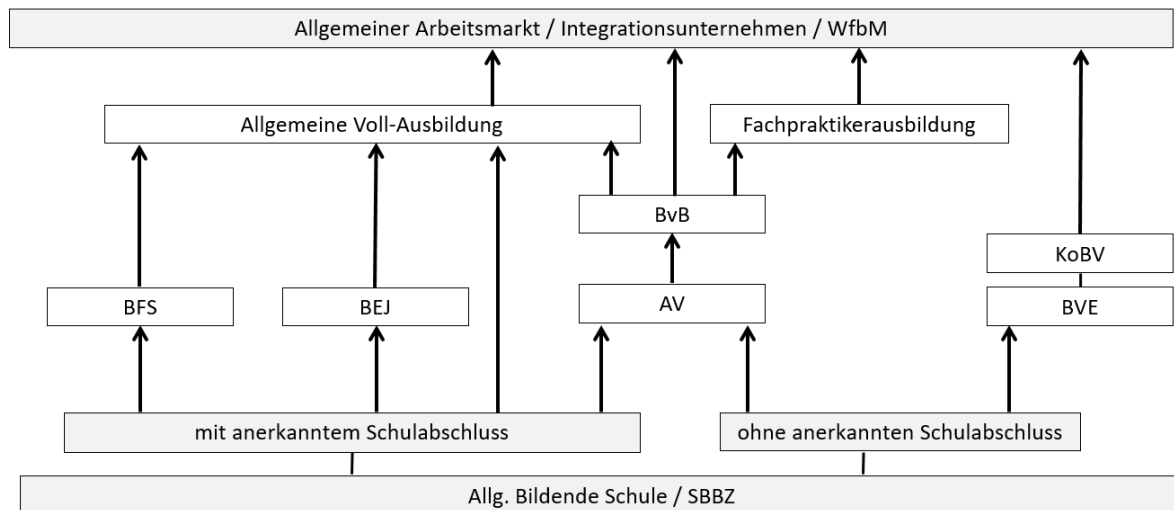 Allgemeiner Arbeitsmarkt / Integrationsunternehmen / WfbM
Allgemeine Voll-Ausbildung
Fachpraktikerausbildung
BvB
KoBV
BFS
BEJ
AV
BVE
mit anerkanntem Schulabschluss
ohne anerkannten Schulabschluss
Allg. Bildende Schule / SBBZ